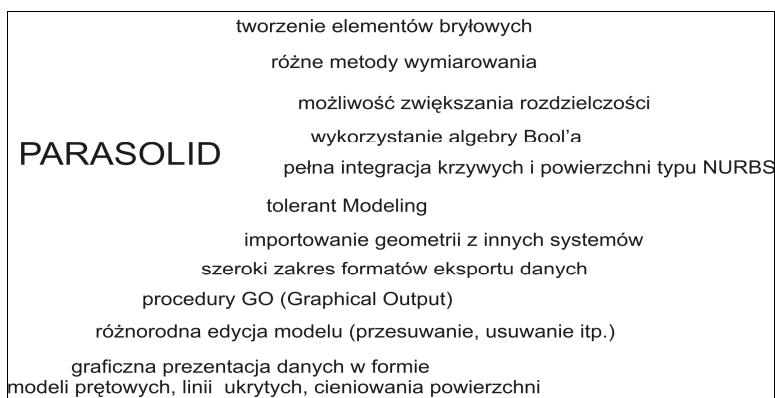 tworzenie elementów bryłowych
różne metody wymiarowania
możliwość zwiększania rozdzielczości
wykorzystanie algebry Bool’a
PARASOLID
pełna integracja krzywych i powierzchni typu NURBS
tolerant Modeling
importowanie geometrii z innych systemów
szeroki zakres formatów eksportu danych
procedury GO (Graphical Output)
różnorodna edycja modelu (przesuwanie, usuwanie itp.)
graficzna prezentacja danych w formie
modeli prętowych, linii ukrytych, cieniowania powierzchni